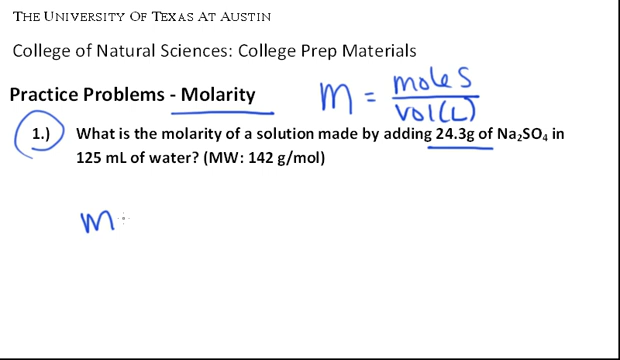 THE UNIVERSITY OF TEXAS AT AUSTIN
College of Natural Sciences: College Prep Materials
Practice Problems - Molarity
M = moles / Vol(L)
1.) What is the molarity of a solution made by adding 24.3g of Na₂SO₄ in
125 mL of water? (MW: 142 g/mol)
M